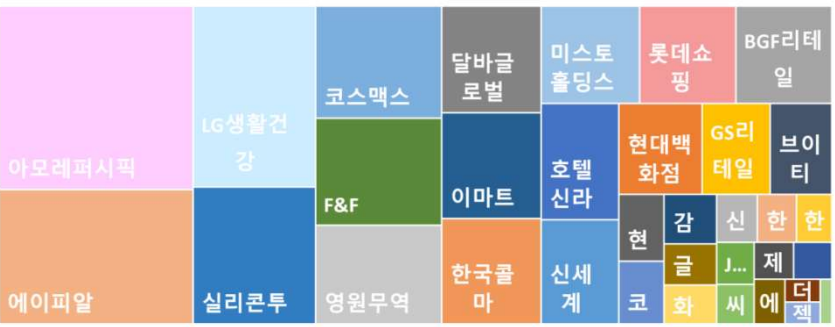 아모레퍼시픽
에이피알
LG생활건
강
실리콘투
코스맥스
F&F
영원무역
달바글
로벌
이마트
한국콜
마
미스토
홀딩스
호텔
신라
신세
계
롯데쇼
핑
BGF리테
일
현대백
화점
GS리
테일
브이
티
현
코
감
글
화
신
J...
씨
한
제
에
한
더
젝